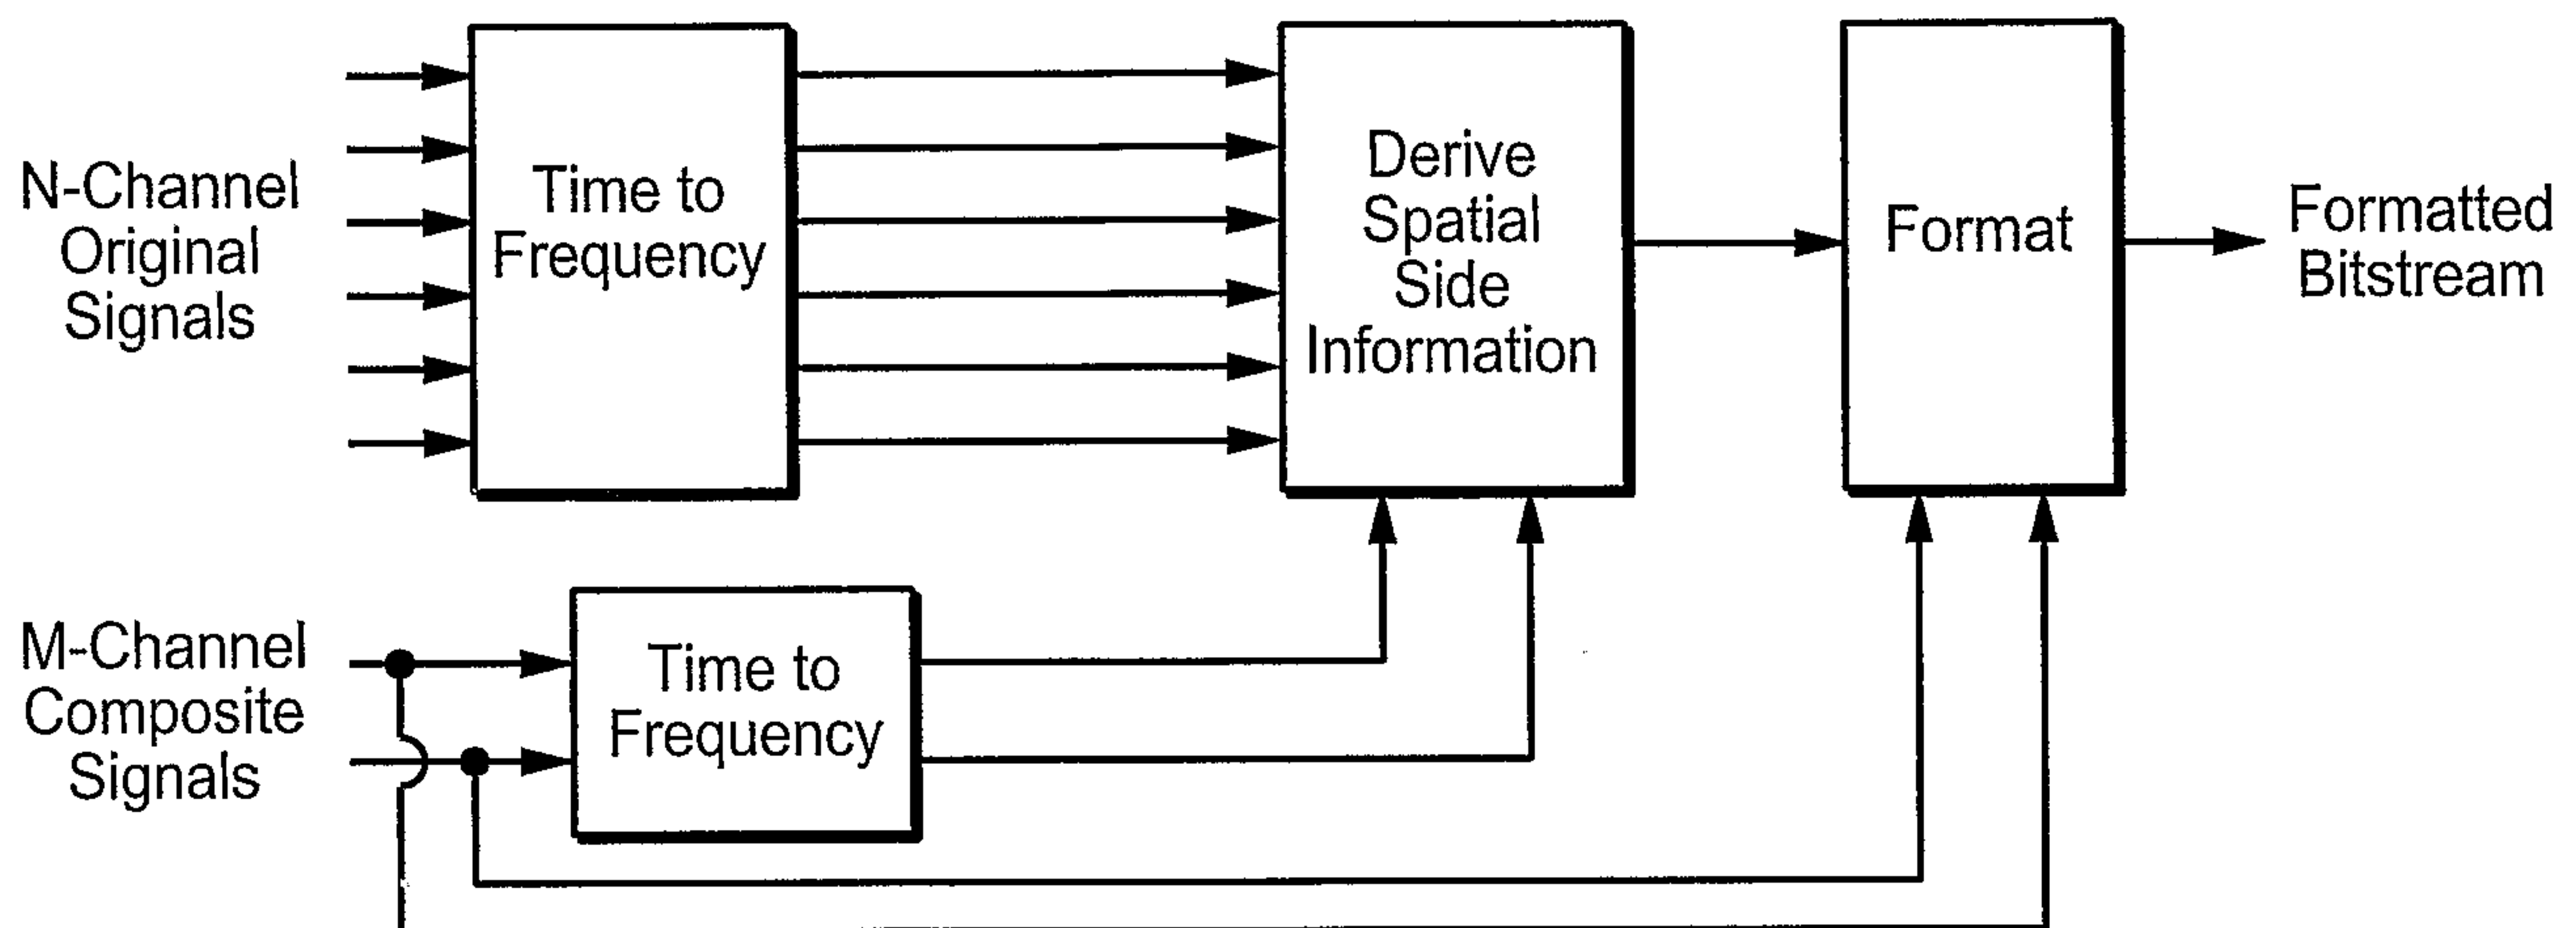 N-Channel
Original
Signals
Time to
Frequency
Derive
Spatial
Side
Information
Format
Formatted
Bitstream
M-Channel
Composite
Signals
Time to
Frequency